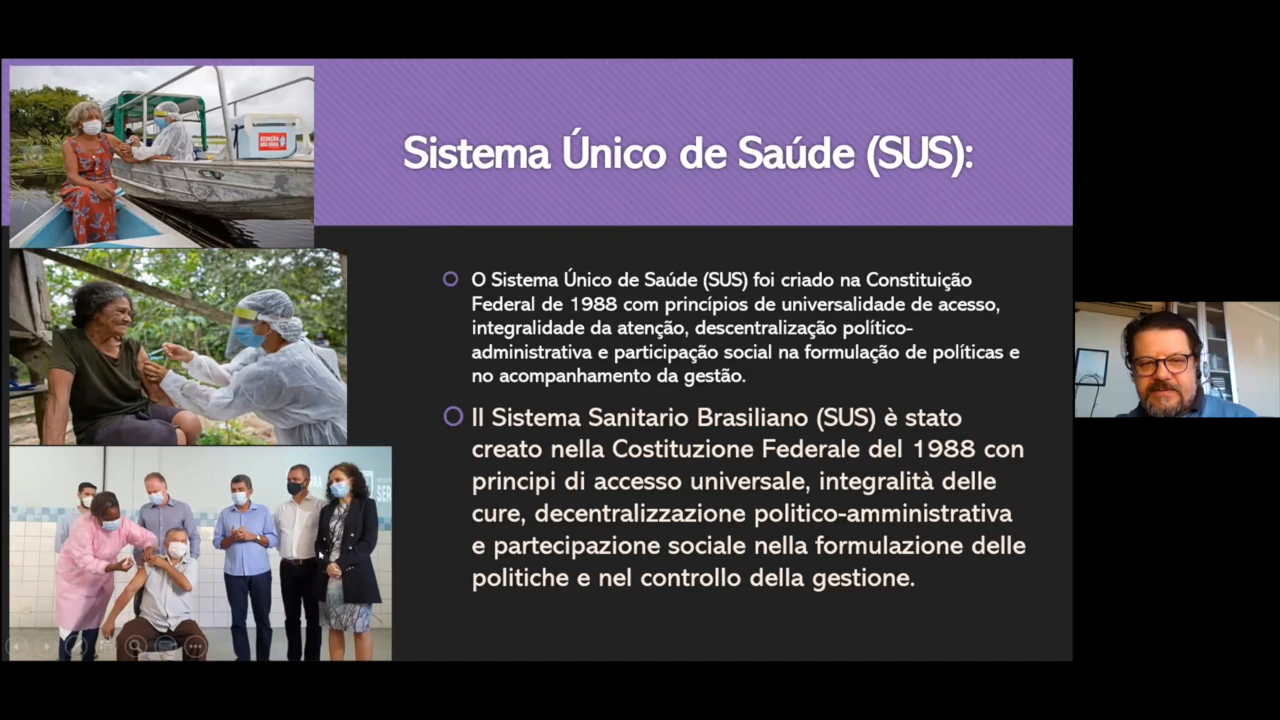 Sistema Único de Saúde (SUS):
O Sistema Único de Saúde (SUS) foi criado na Constituição
Federal de 1988 com princípios de universalidade de acesso,
integralidade da atenção, descentralização político-
administrativa e participação social na formulação de políticas e
no acompanhamento da gestão.
Il Sistema Sanitario Brasiliano (SUS) è stato
creato nella Costituzione Federale del 1988 con
principi di accesso universale, integralità delle
cure, decentralizzazione politico-amministrativa
e partecipazione sociale nella formulazione delle
politiche e nel controllo della gestione.